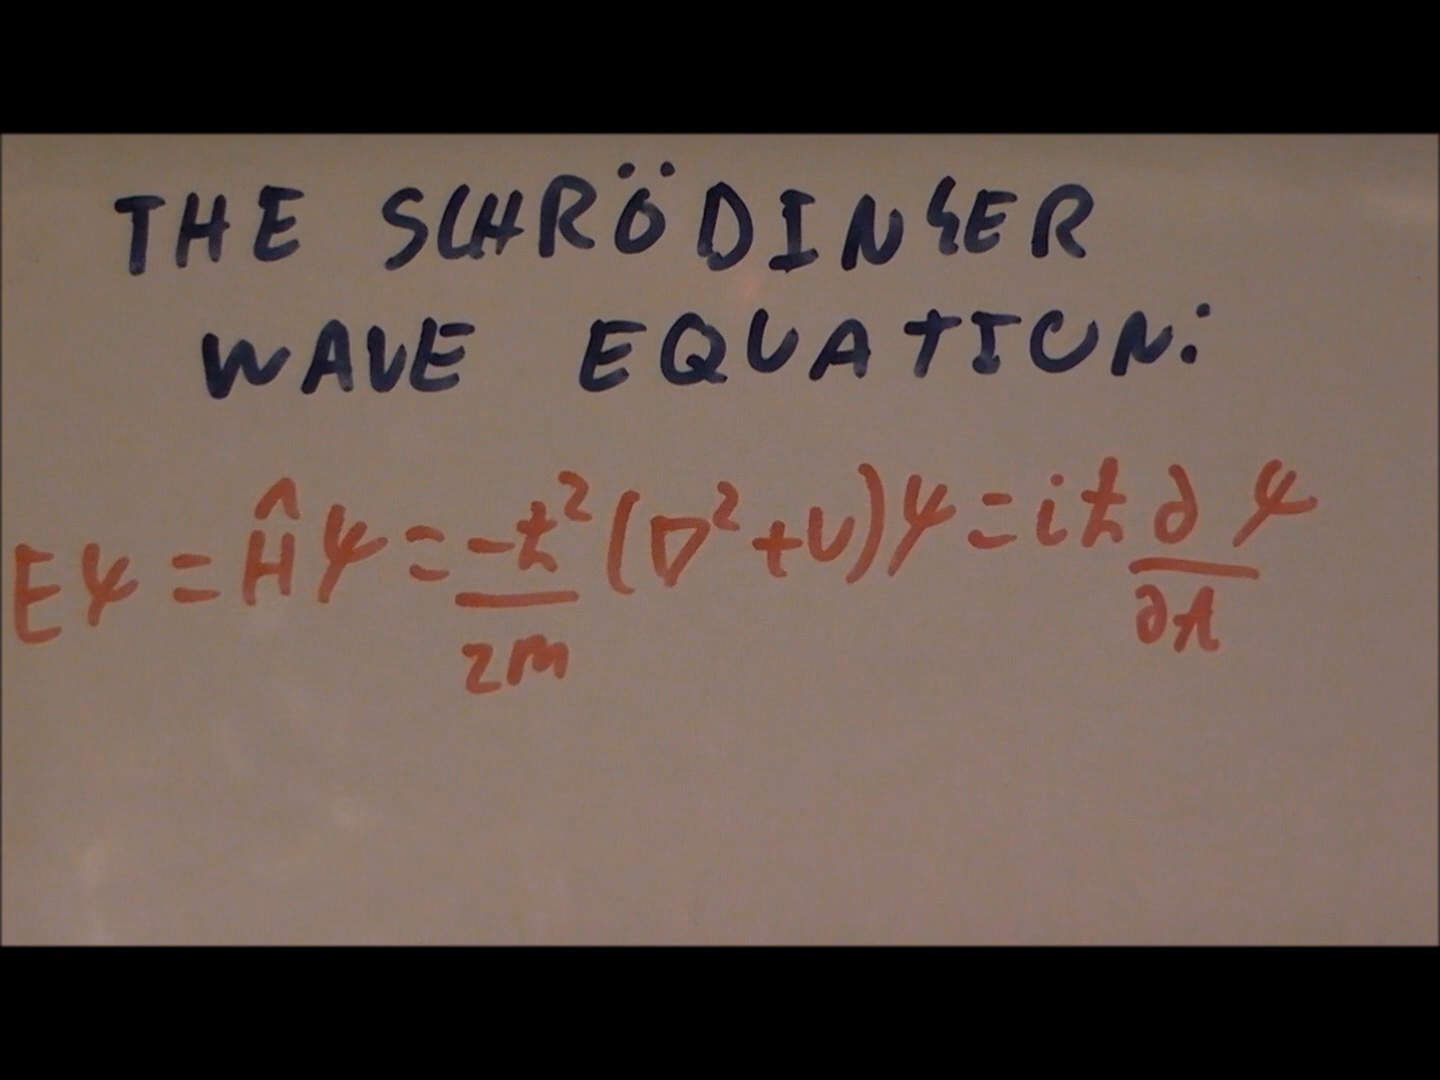 THE SCHRÖDINGER
WAVE EQUATION:
Eψ = Ĥψ = -ħ²/2m (∇² + U)ψ = iħ ∂/∂t ψ